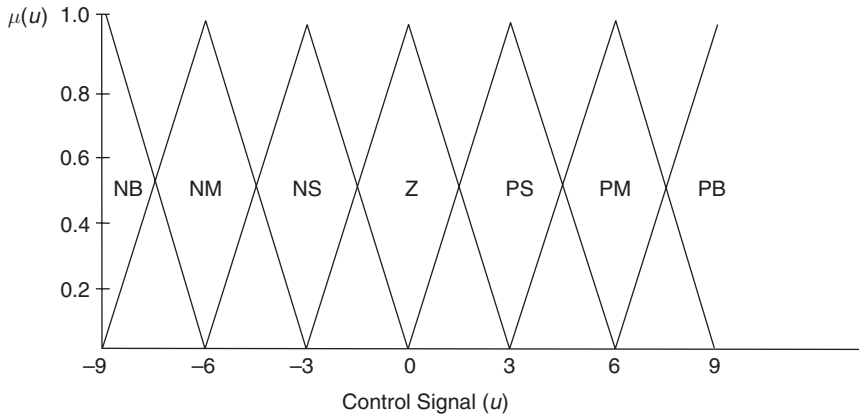 μ(u)
1.0
0.8
0.6
0.4
0.2
NB NM NS Z PS PM PB
–9 –6 –3 0 3 6 9
Control Signal (u)